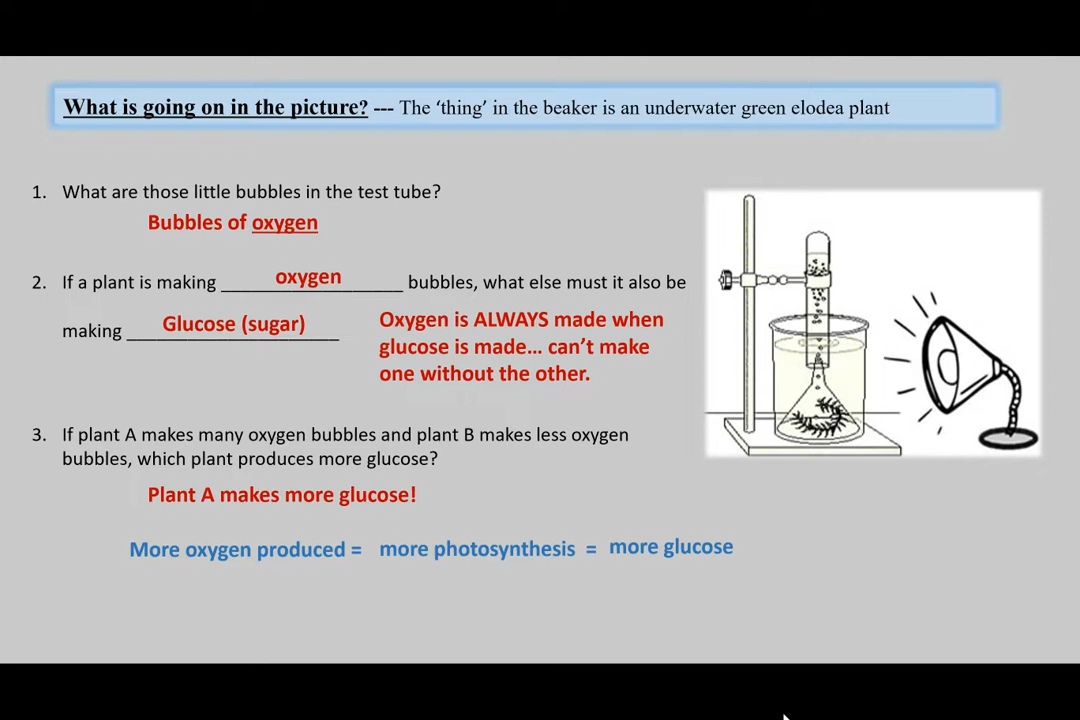 What is going on in the picture? --- The ‘thing’ in the beaker is an underwater green elodea plant
1. What are those little bubbles in the test tube?
Bubbles of oxygen
2. If a plant is making __________________ bubbles, what else must it also be
oxygen
making _____________________
Glucose (sugar)
Oxygen is ALWAYS made when
glucose is made... can’t make
one without the other.
3. If plant A makes many oxygen bubbles and plant B makes less oxygen
bubbles, which plant produces more glucose?
Plant A makes more glucose!
More oxygen produced = more photosynthesis = more glucose